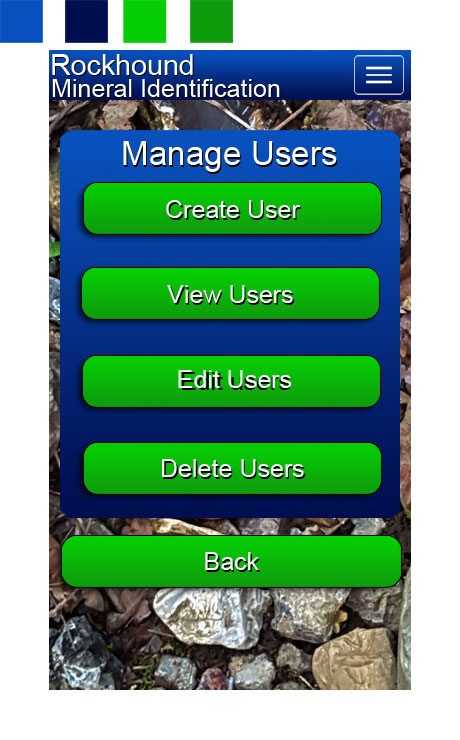 Rockhound
Mineral Identification
Manage Users
Create User
View Users
Edit Users
Delete Users
Back